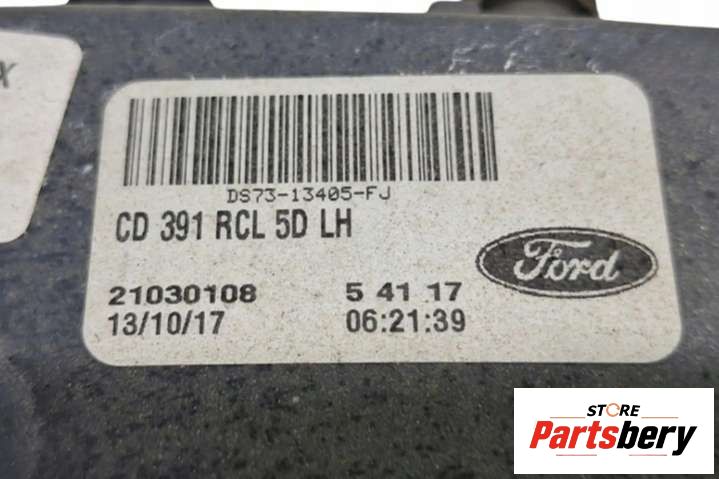 X
DS73-13405-FJ
CD 391 RCL 5D LH
Ford
21030108 5 41 17
13/10/17 06:21:39
STORE
Partsbery